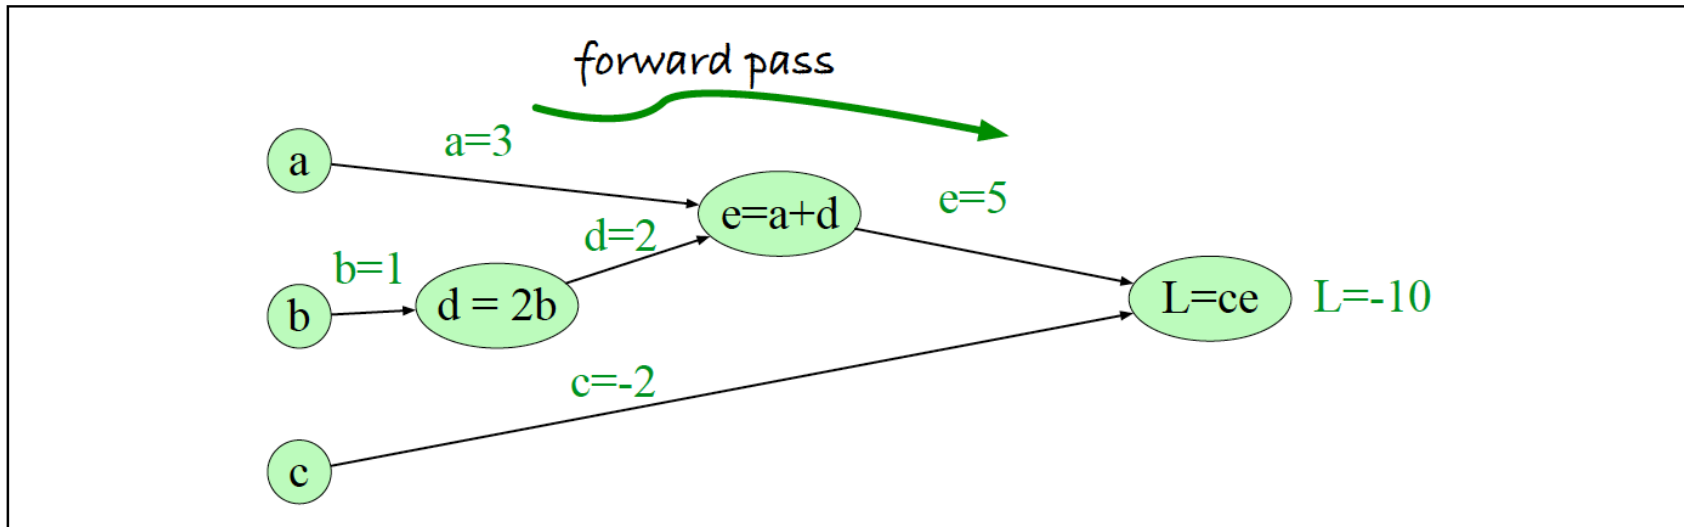 forward pass
a=3
a
e=a+d
e=5
d=2
b=1
b
d = 2b
L=ce
L=-10
c=-2
c